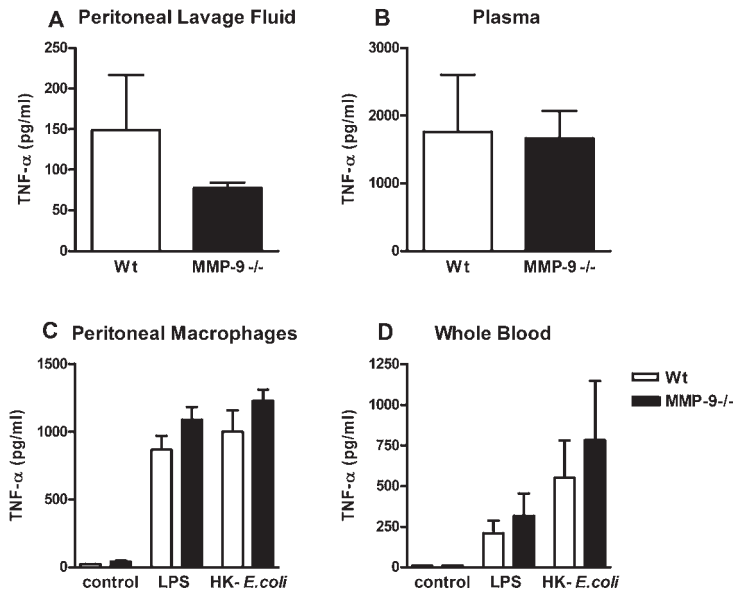 A Peritoneal Lavage Fluid
TNF-α (pg/ml)
250
200
150
100
50
0
Wt MMP-9 -/-
B Plasma
TNF-α (pg/ml)
3000
2000
1000
0
Wt MMP-9 -/-
C Peritoneal Macrophages
TNF-α (pg/ml)
1500
1000
500
0
control LPS HK- E.coli
D Whole Blood
TNF-α (pg/ml)
1250
1000
750
500
250
0
control LPS HK- E.coli
Wt
MMP-9-/-